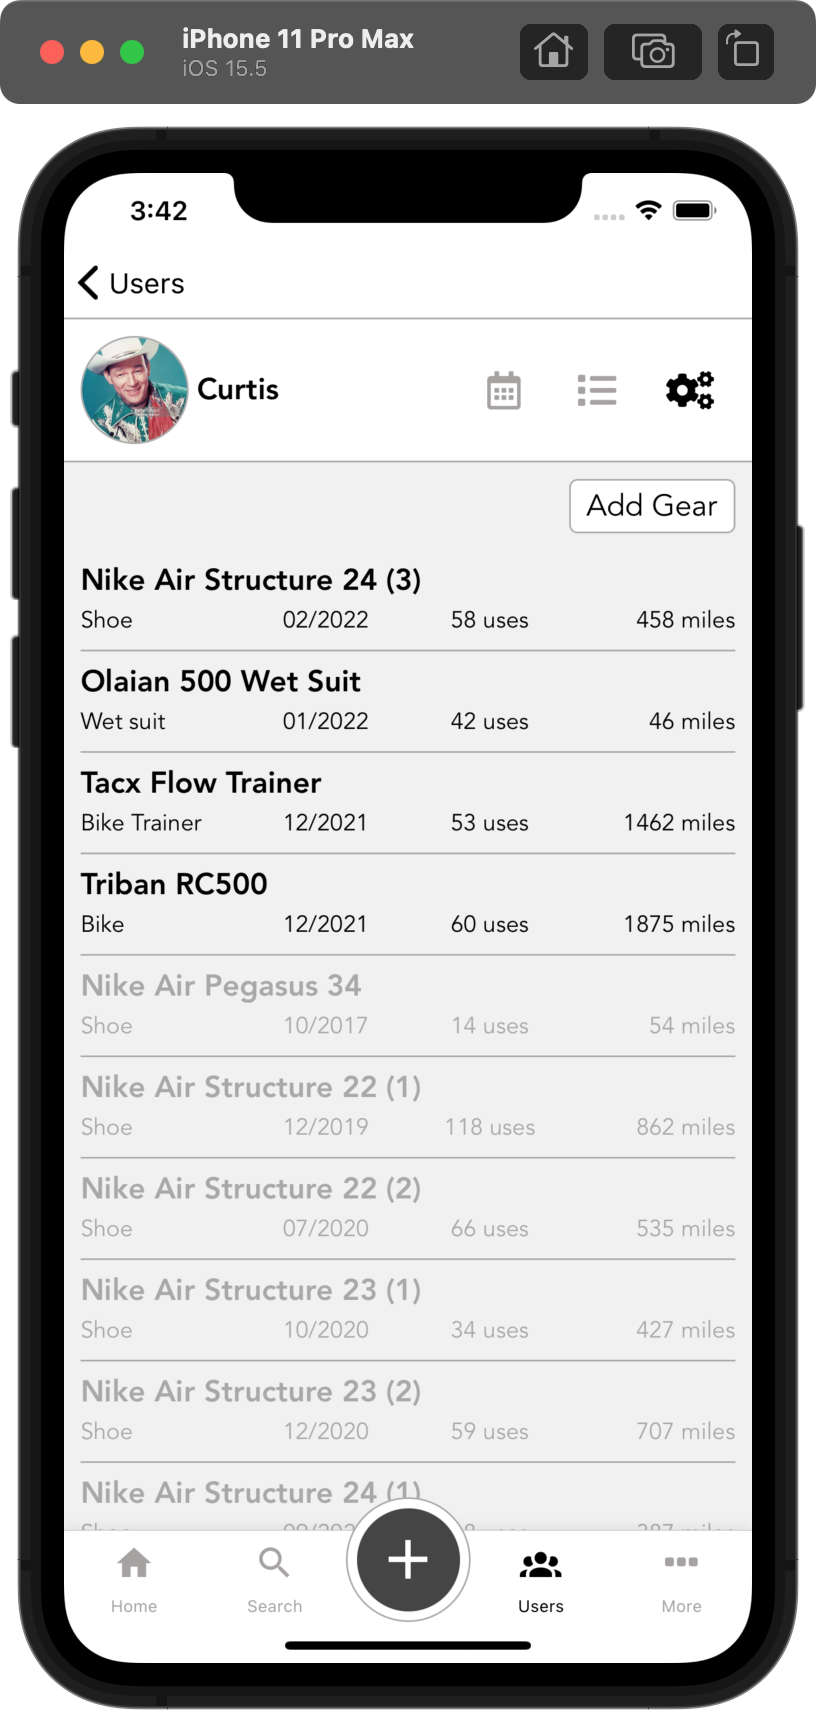 iPhone 11 Pro Max
iOS 15.5
3:42
Users
Curtis
Add Gear
Nike Air Structure 24 (3)
Shoe 02/2022 58 uses 458 miles
Olaian 500 Wet Suit
Wet suit 01/2022 42 uses 46 miles
Tacx Flow Trainer
Bike Trainer 12/2021 53 uses 1462 miles
Triban RC500
Bike 12/2021 60 uses 1875 miles
Nike Air Pegasus 34
Shoe 10/2017 14 uses 54 miles
Nike Air Structure 22 (1)
Shoe 12/2019 118 uses 862 miles
Nike Air Structure 22 (2)
Shoe 07/2020 66 uses 535 miles
Nike Air Structure 23 (1)
Shoe 10/2020 34 uses 427 miles
Nike Air Structure 23 (2)
Shoe 12/2020 59 uses 707 miles
Nike Air Structure 24 (1)
Home Search Users More